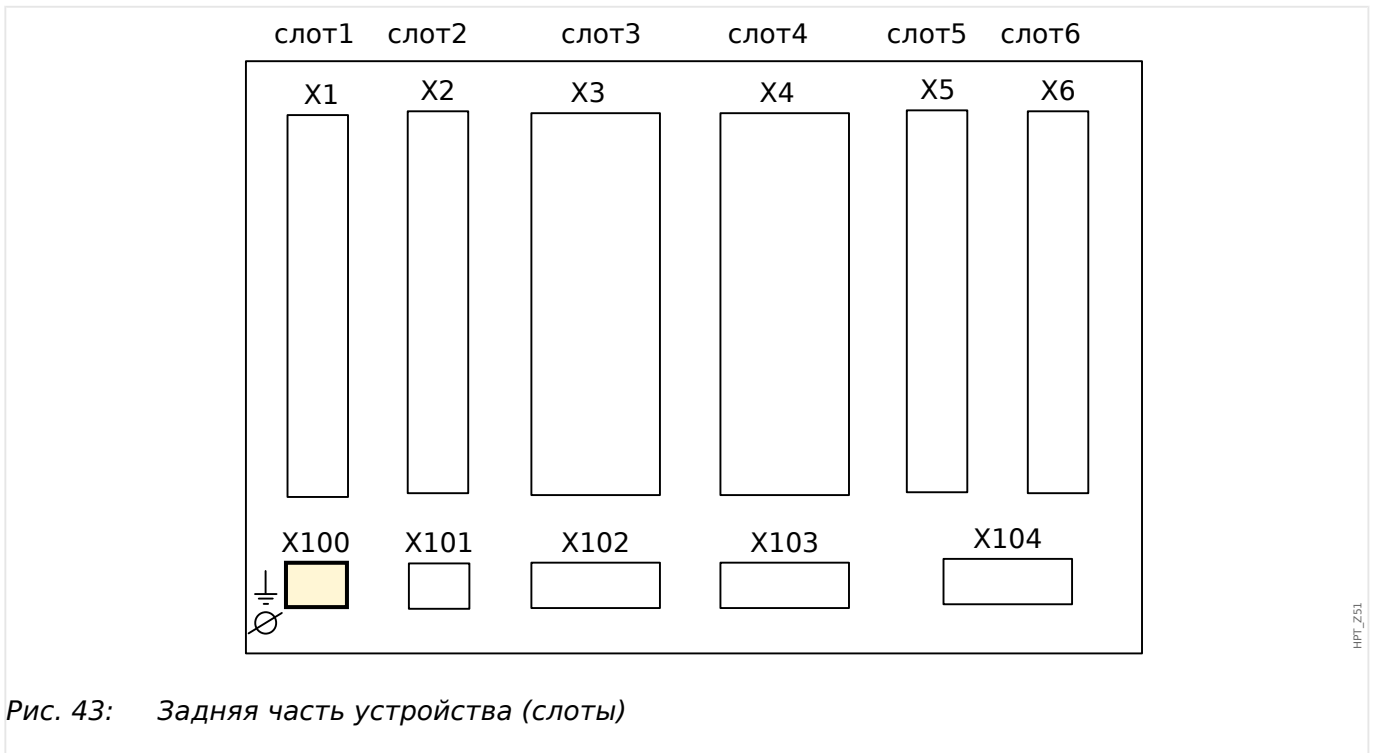 слот1 слот2 слот3 слот4 слот5 слот6
X1 X2 X3 X4 X5 X6
X100 X101 X102 X103 X104
HPT_Z51
Рис. 43: Задняя часть устройства (слоты)